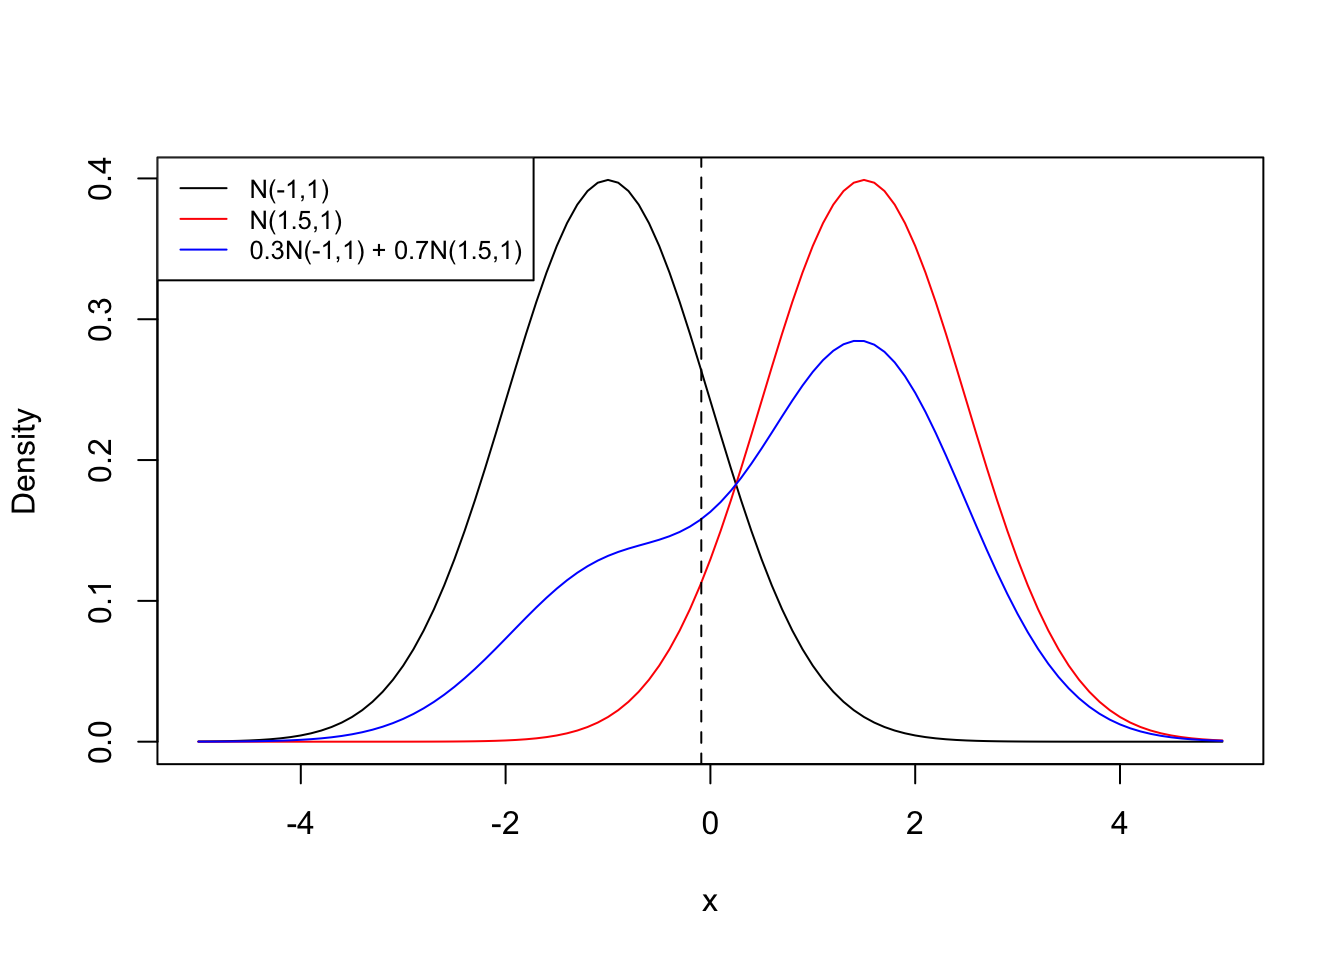 N(-1,1)
N(1.5,1)
0.3N(-1,1) + 0.7N(1.5,1)
Density
0.4
0.3
0.2
0.1
0.0
-4 -2 0 2 4
x